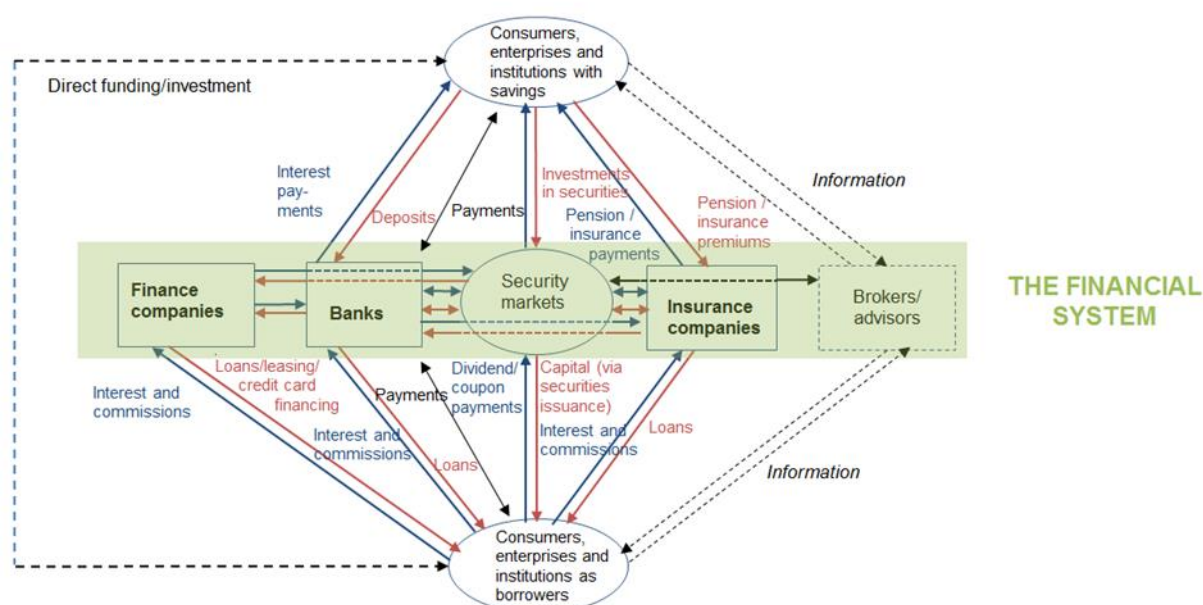 Consumers,
enterprises and
institutions with
savings
Direct funding/investment
Interest
pay-
ments
Deposits
Payments
Investments
in securities
Pension /
insurance
payments
Pension /
insurance
premiums
Information
Finance
companies
Banks
Security
markets
Insurance
companies
Brokers/
advisors
THE FINANCIAL
SYSTEM
Interest and
commissions
Loans/leasing/
credit card
financing
Interest and
commissions
Payments
Loans
Dividend/
coupon
payments
Capital (via
securities
issuance)
Interest and
commissions
Loans
Information
Consumers,
enterprises and
institutions as
borrowers